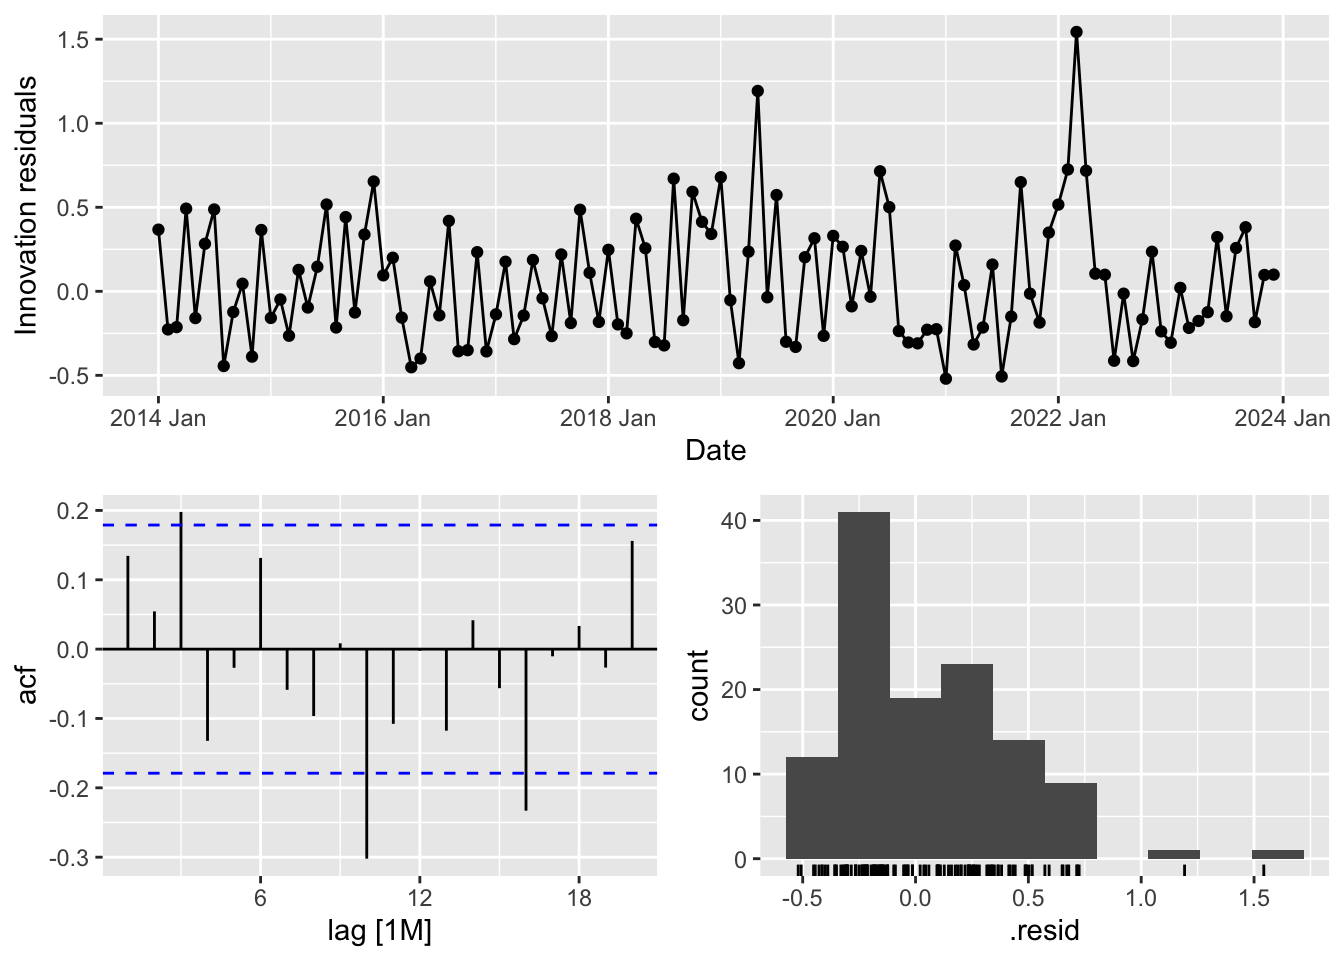 1.5
1.0
0.5
0.0
-0.5
Innovation residuals
2014 Jan 2016 Jan 2018 Jan 2020 Jan 2022 Jan 2024 Jan
Date
0.2
0.1
0.0
-0.1
-0.2
-0.3
acf
6 12 18
lag [1M]
40
30
20
10
0
count
-0.5 0.0 0.5 1.0 1.5
.resid